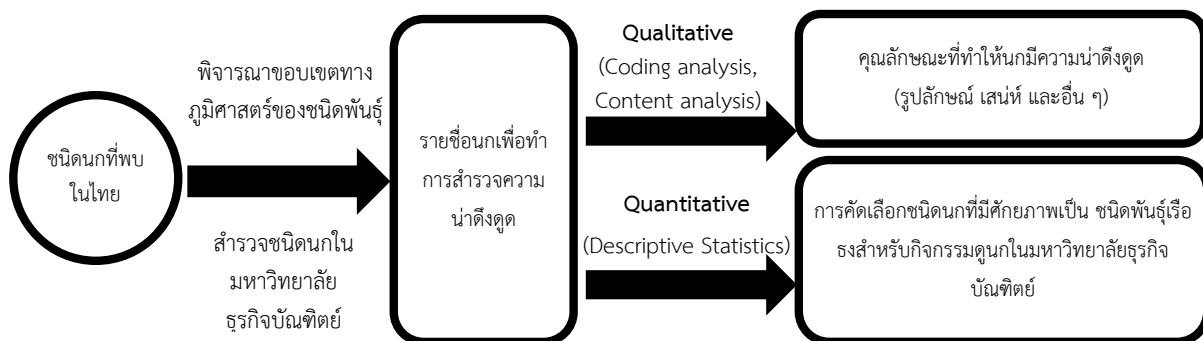 ชนิดนกที่พบ
ในไทย
พิจารณาขอบเขตทาง
ภูมิศาสตร์ของชนิดพันธุ์
สำรวจชนิดนกใน
มหาวิทยาลัย
ธุรกิจบัณฑิตย์
รายชื่อนกเพื่อทำ
การสำรวจความ
น่าดึงดูด
Qualitative
(Coding analysis,
Content analysis)
คุณลักษณะที่ทำให้นกมีความน่าดึงดูด
(รูปลักษณ์ เสน่ห์ และอื่น ๆ)
Quantitative
(Descriptive Statistics)
การคัดเลือกชนิดนกที่มีศักยภาพเป็น ชนิดพันธุ์เรือ
ธงสำหรับกิจกรรมดูนกในมหาวิทยาลัยธุรกิจ
บัณฑิตย์